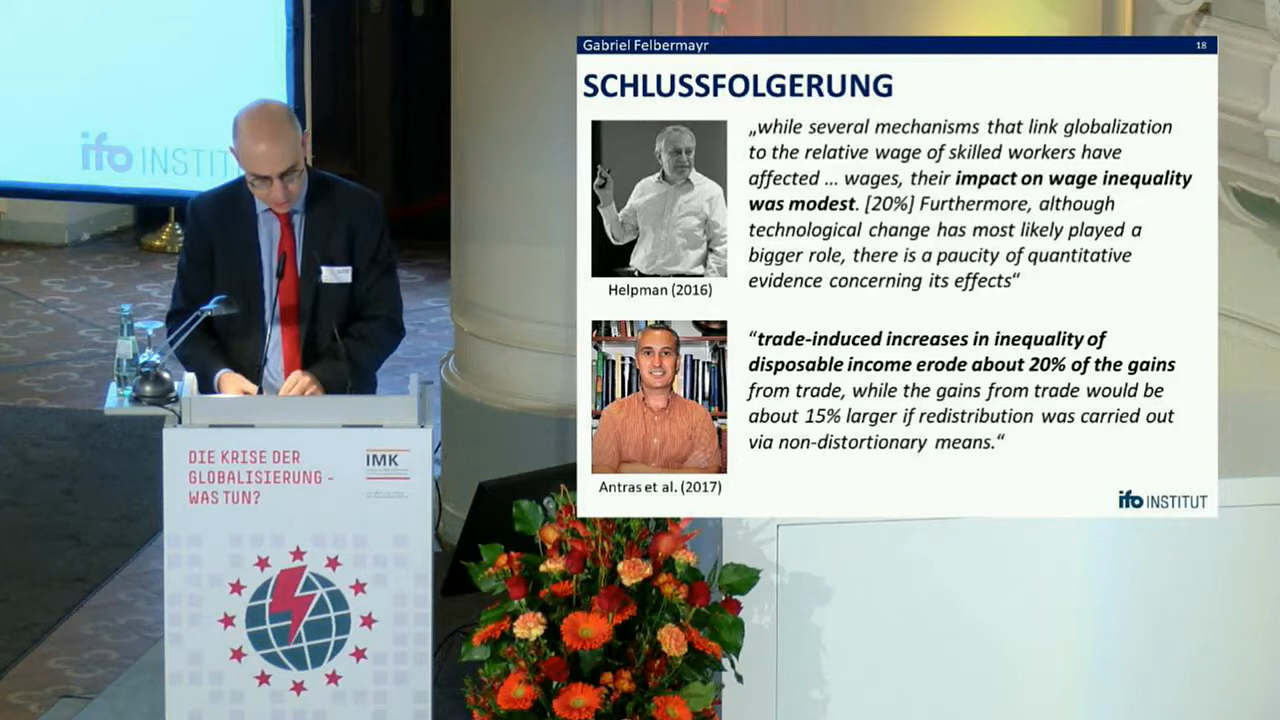 ifo INSTIT
Gabriel Felbermayr
18
SCHLUSSFOLGERUNG
„while several mechanisms that link globalization
to the relative wage of skilled workers have
affected … wages, their impact on wage inequality
was modest. [20%] Furthermore, although
technological change has most likely played a
bigger role, there is a paucity of quantitative
evidence concerning its effects“
Helpman (2016)
“trade-induced increases in inequality of
disposable income erode about 20% of the gains
from trade, while the gains from trade would be
about 15% larger if redistribution was carried out
via non-distortionary means.“
Antras et al. (2017)
ifo INSTITUT
DIE KRISE DER
GLOBALISIERUNG -
WAS TUN?
IMK